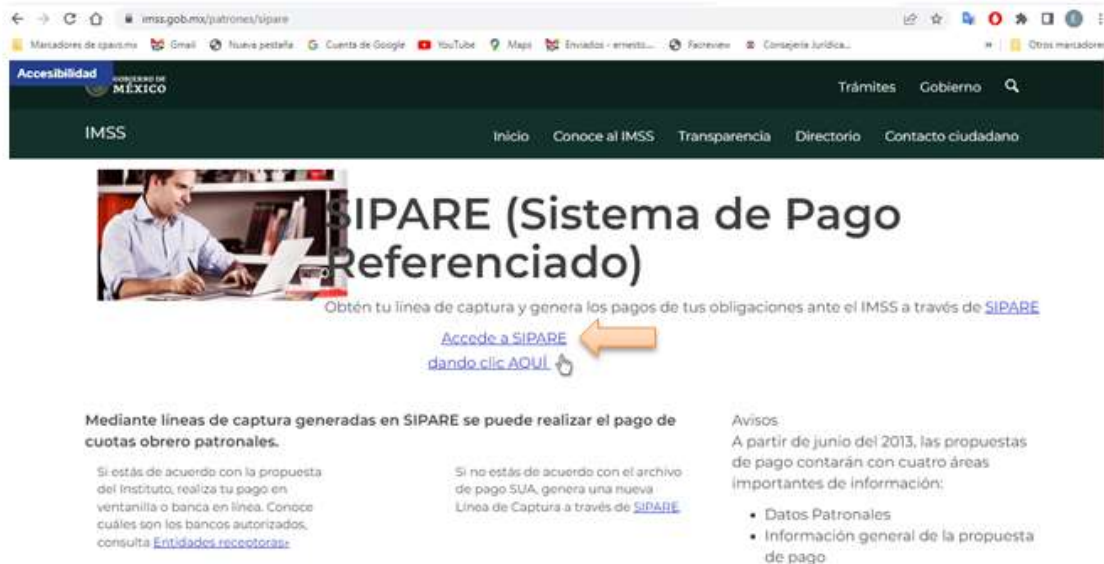 imss.gob.mx/patrones/sipare
Marcadores de Gmail Nueva pestaña Cuenta de Google YouTube Maps Enviados - ernesto... Facreview Consejería Jurídica... Otros marcadores
Accesibilidad
GOBIERNO DE
MÉXICO
Trámites Gobierno
IMSS Inicio Conoce al IMSS Transparencia Directorio Contacto ciudadano
SIPARE (Sistema de Pago
Referenciado)
Obtén tu línea de captura y genera los pagos de tus obligaciones ante el IMSS a través de SIPARE
Accede a SIPARE
dando clic AQUÍ
Mediante líneas de captura generadas en SIPARE se puede realizar el pago de
cuotas obrero patronales.
Si estás de acuerdo con la propuesta
del Instituto, realiza tu pago en
ventanilla o banca en línea. Conoce
cuáles son los bancos autorizados,
consulta Entidades receptoras»
Si no estás de acuerdo con el archivo
de pago SUA, genera una nueva
Línea de Captura a través de SIPARE
Avisos
A partir de junio del 2013, las propuestas
de pago contarán con cuatro áreas
importantes de información:
• Datos Patronales
• Información general de la propuesta
de pago